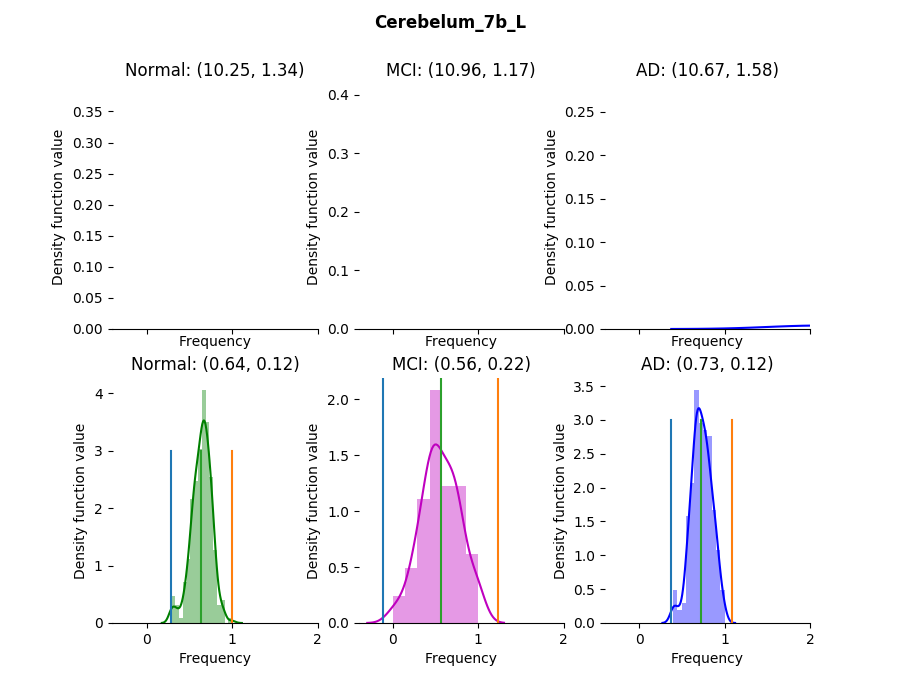 Cerebelum_7b_L
Normal: (10.25, 1.34)
MCI: (10.96, 1.17)
AD: (10.67, 1.58)
Density function value
0.35
0.30
0.25
0.20
0.15
0.10
0.05
0.00
Frequency
Density function value
0.4
0.3
0.2
0.1
0.0
Frequency
Density function value
0.25
0.20
0.15
0.10
0.05
0.00
Frequency
Normal: (0.64, 0.12)
MCI: (0.56, 0.22)
AD: (0.73, 0.12)
Density function value
4
3
2
1
0
0 1 2
Frequency
Density function value
2.0
1.5
1.0
0.5
0.0
0 1 2
Frequency
Density function value
3.5
3.0
2.5
2.0
1.5
1.0
0.5
0.0
0 1 2
Frequency